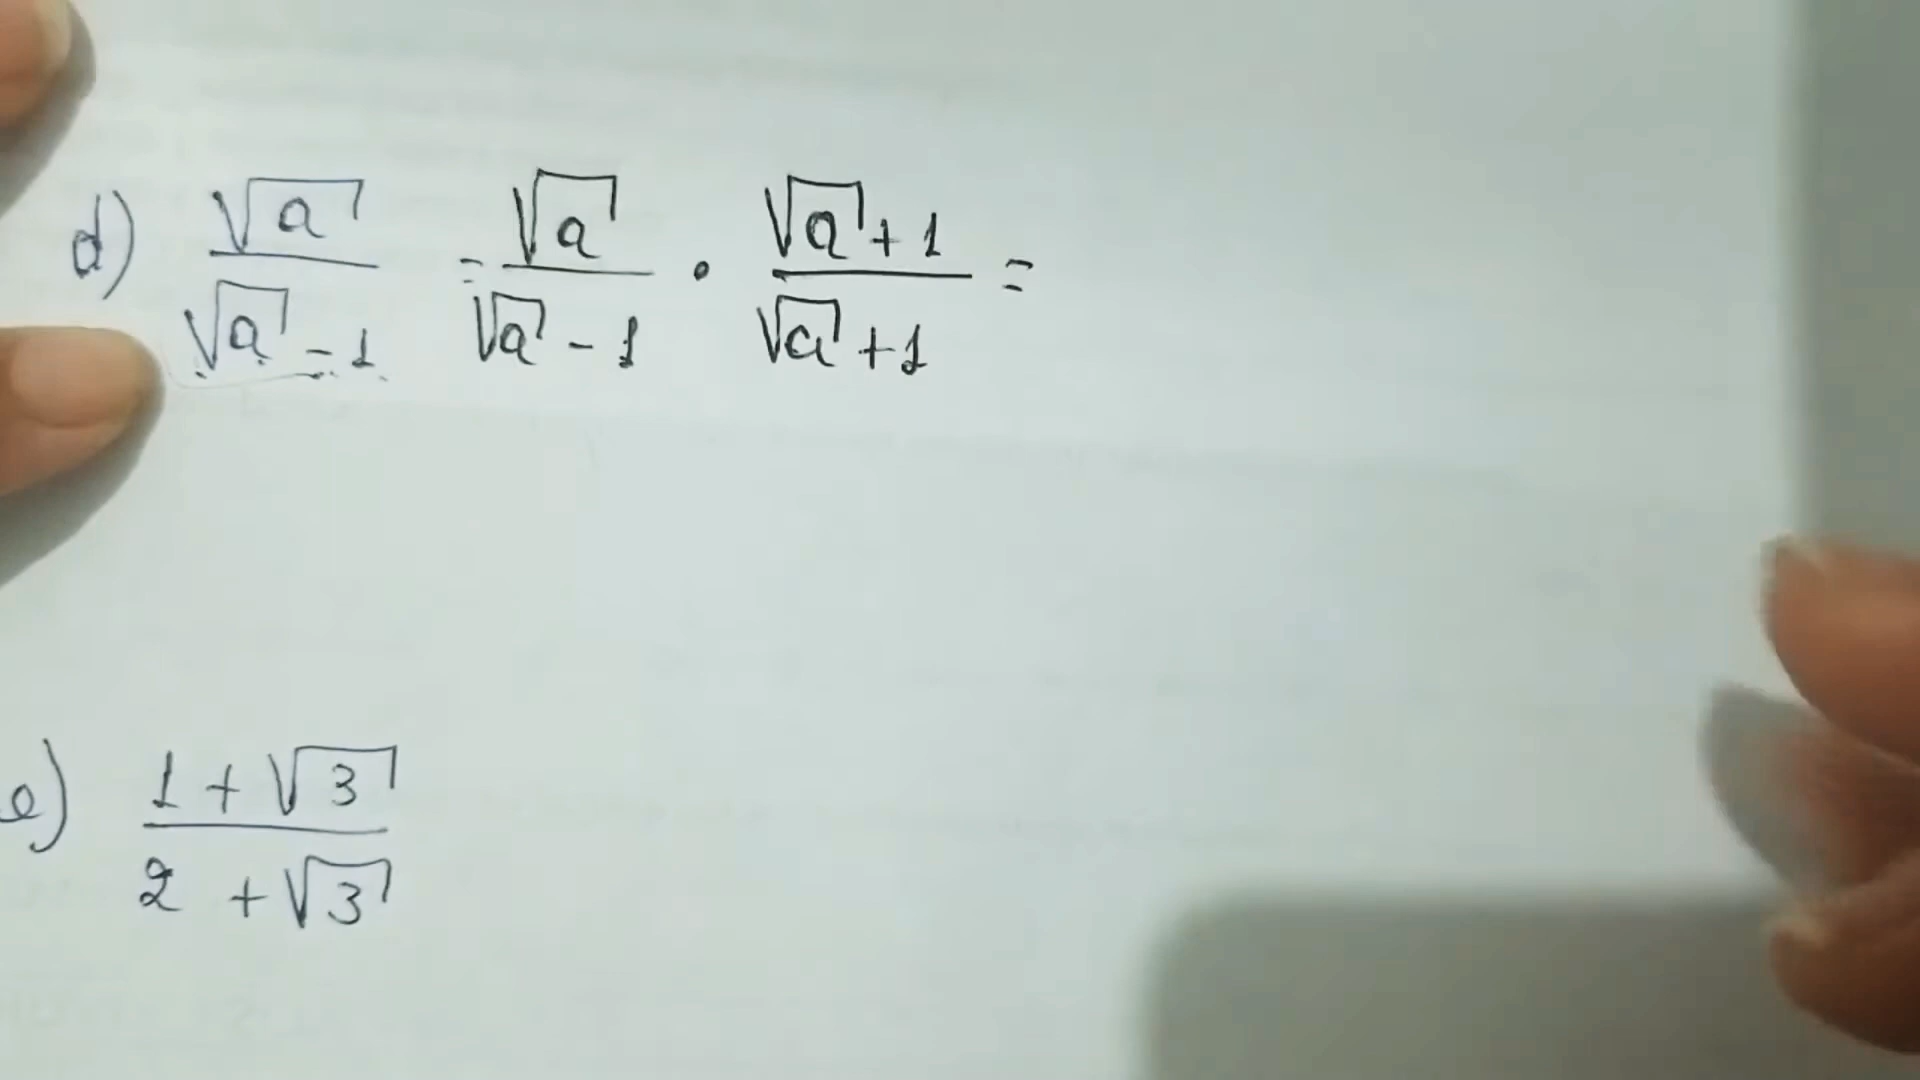 d) √a / √a - 1 = √a / √a - 1 • √a + 1 / √a + 1 =
e) 1 + √3 / 2 + √3